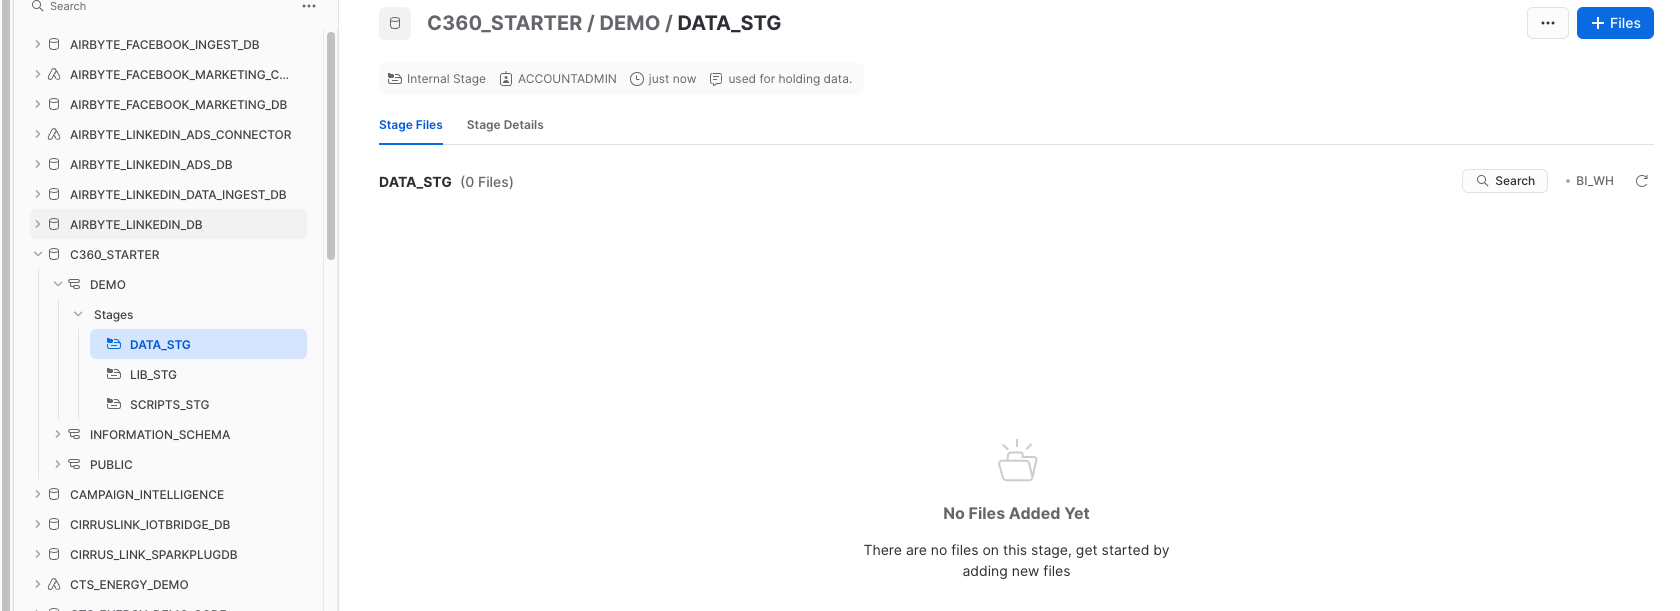 Search
AIRBYTE_FACEBOOK_INGEST_DB
AIRBYTE_FACEBOOK_MARKETING_C...
AIRBYTE_FACEBOOK_MARKETING_DB
AIRBYTE_LINKEDIN_ADS_CONNECTOR
AIRBYTE_LINKEDIN_ADS_DB
AIRBYTE_LINKEDIN_DATA_INGEST_DB
AIRBYTE_LINKEDIN_DB
C360_STARTER
DEMO
Stages
DATA_STG
LIB_STG
SCRIPTS_STG
INFORMATION_SCHEMA
PUBLIC
CAMPAIGN_INTELLIGENCE
CIRRUSLINK_IOTBRIDGE_DB
CIRRUS_LINK_SPARKPLUGDB
CTS_ENERGY_DEMO
C360_STARTER / DEMO / DATA_STG
... + Files
Internal Stage ACCOUNTADMIN just now used for holding data.
Stage Files Stage Details
DATA_STG (0 Files)
Search BI_WH
No Files Added Yet
There are no files on this stage, get started by
adding new files